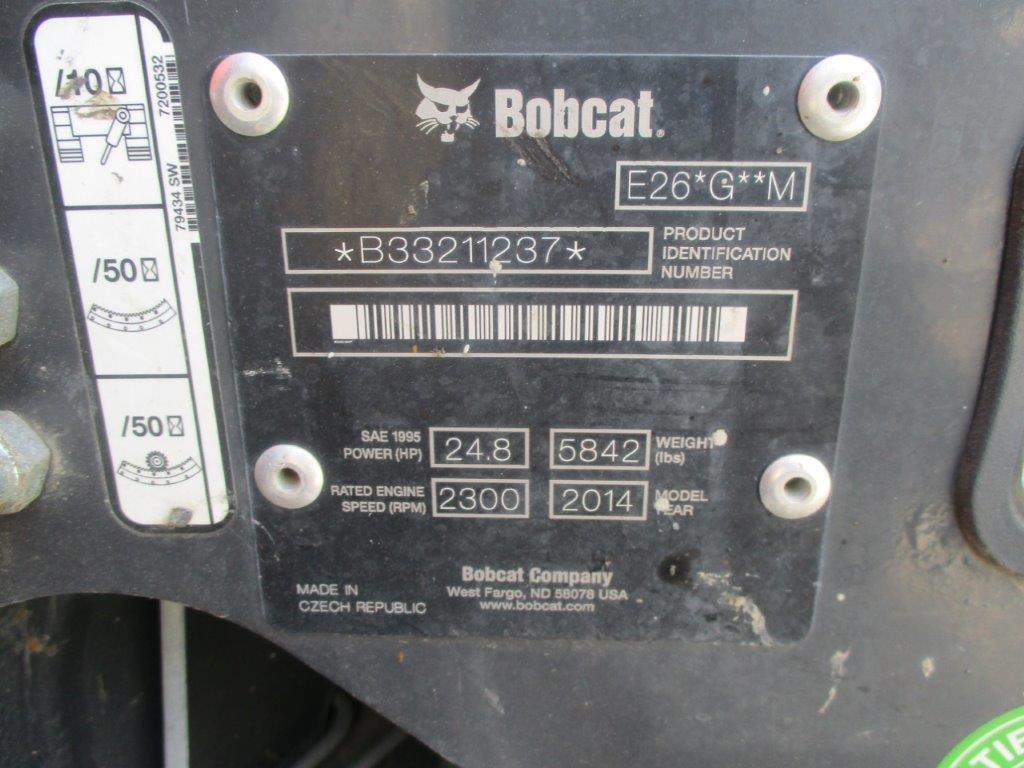 /10
7200532
79434 SW
/50
/50
Bobcat.
E26*G**M
*B33211237*
PRODUCT
IDENTIFICATION
NUMBER
SAE 1995
POWER (HP)
24.8
5842
WEIGHT
(lbs)
RATED ENGINE
SPEED (RPM)
2300
2014
MODEL
YEAR
MADE IN
CZECH REPUBLIC
Bobcat Company
West Fargo, ND 58078 USA
www.bobcat.com